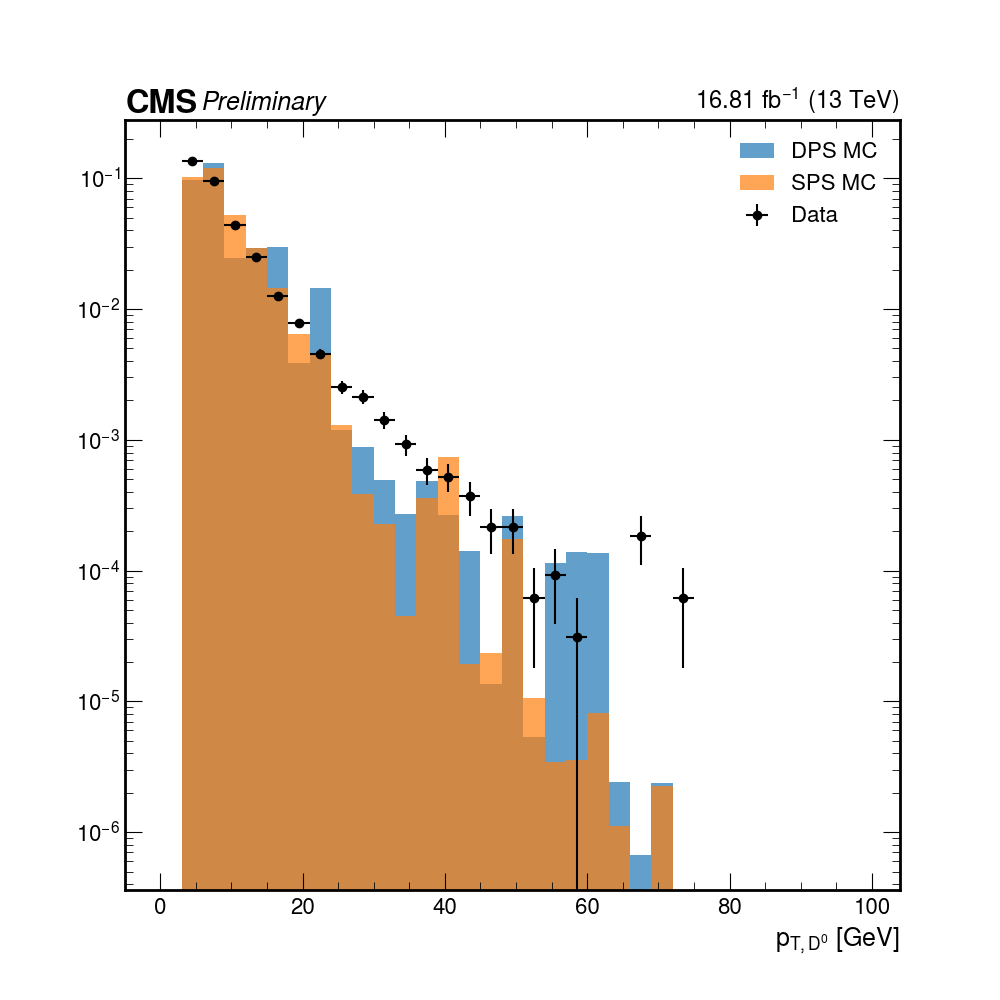 CMS Preliminary 16.81 fb⁻¹ (13 TeV)
DPS MC
SPS MC
Data
10⁻¹
10⁻²
10⁻³
10⁻⁴
10⁻⁵
10⁻⁶
0 20 40 60 80 100
p_{T, D⁰} [GeV]